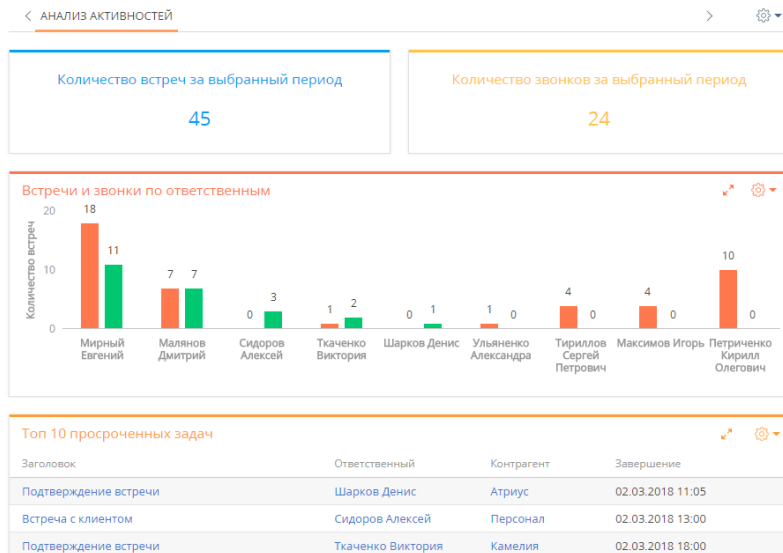 АНАЛИЗ АКТИВНОСТЕЙ
Количество встреч за выбранный период
45
Количество звонков за выбранный период
24
Встречи и звонки по ответственным
Количество встреч
20
10
0
18 11
7 7
0 3
1 2
0 1
1 0
4 0
4 0
10 0
Мирный Евгений
Малянов Дмитрий
Сидоров Алексей
Ткаченко Виктория
Шарков Денис
Ульяненко Александра
Тириллов Сергей Петрович
Максимов Игорь
Петриченко Кирилл Олегович
Топ 10 просроченных задач
Заголовок Ответственный Контрагент Завершение
Подтверждение встречи Шарков Денис Атриус 02.03.2018 11:05
Встреча с клиентом Сидоров Алексей Персонал 02.03.2018 13:00
Подтверждение встречи Ткаченко Виктория Камелия 02.03.2018 18:00